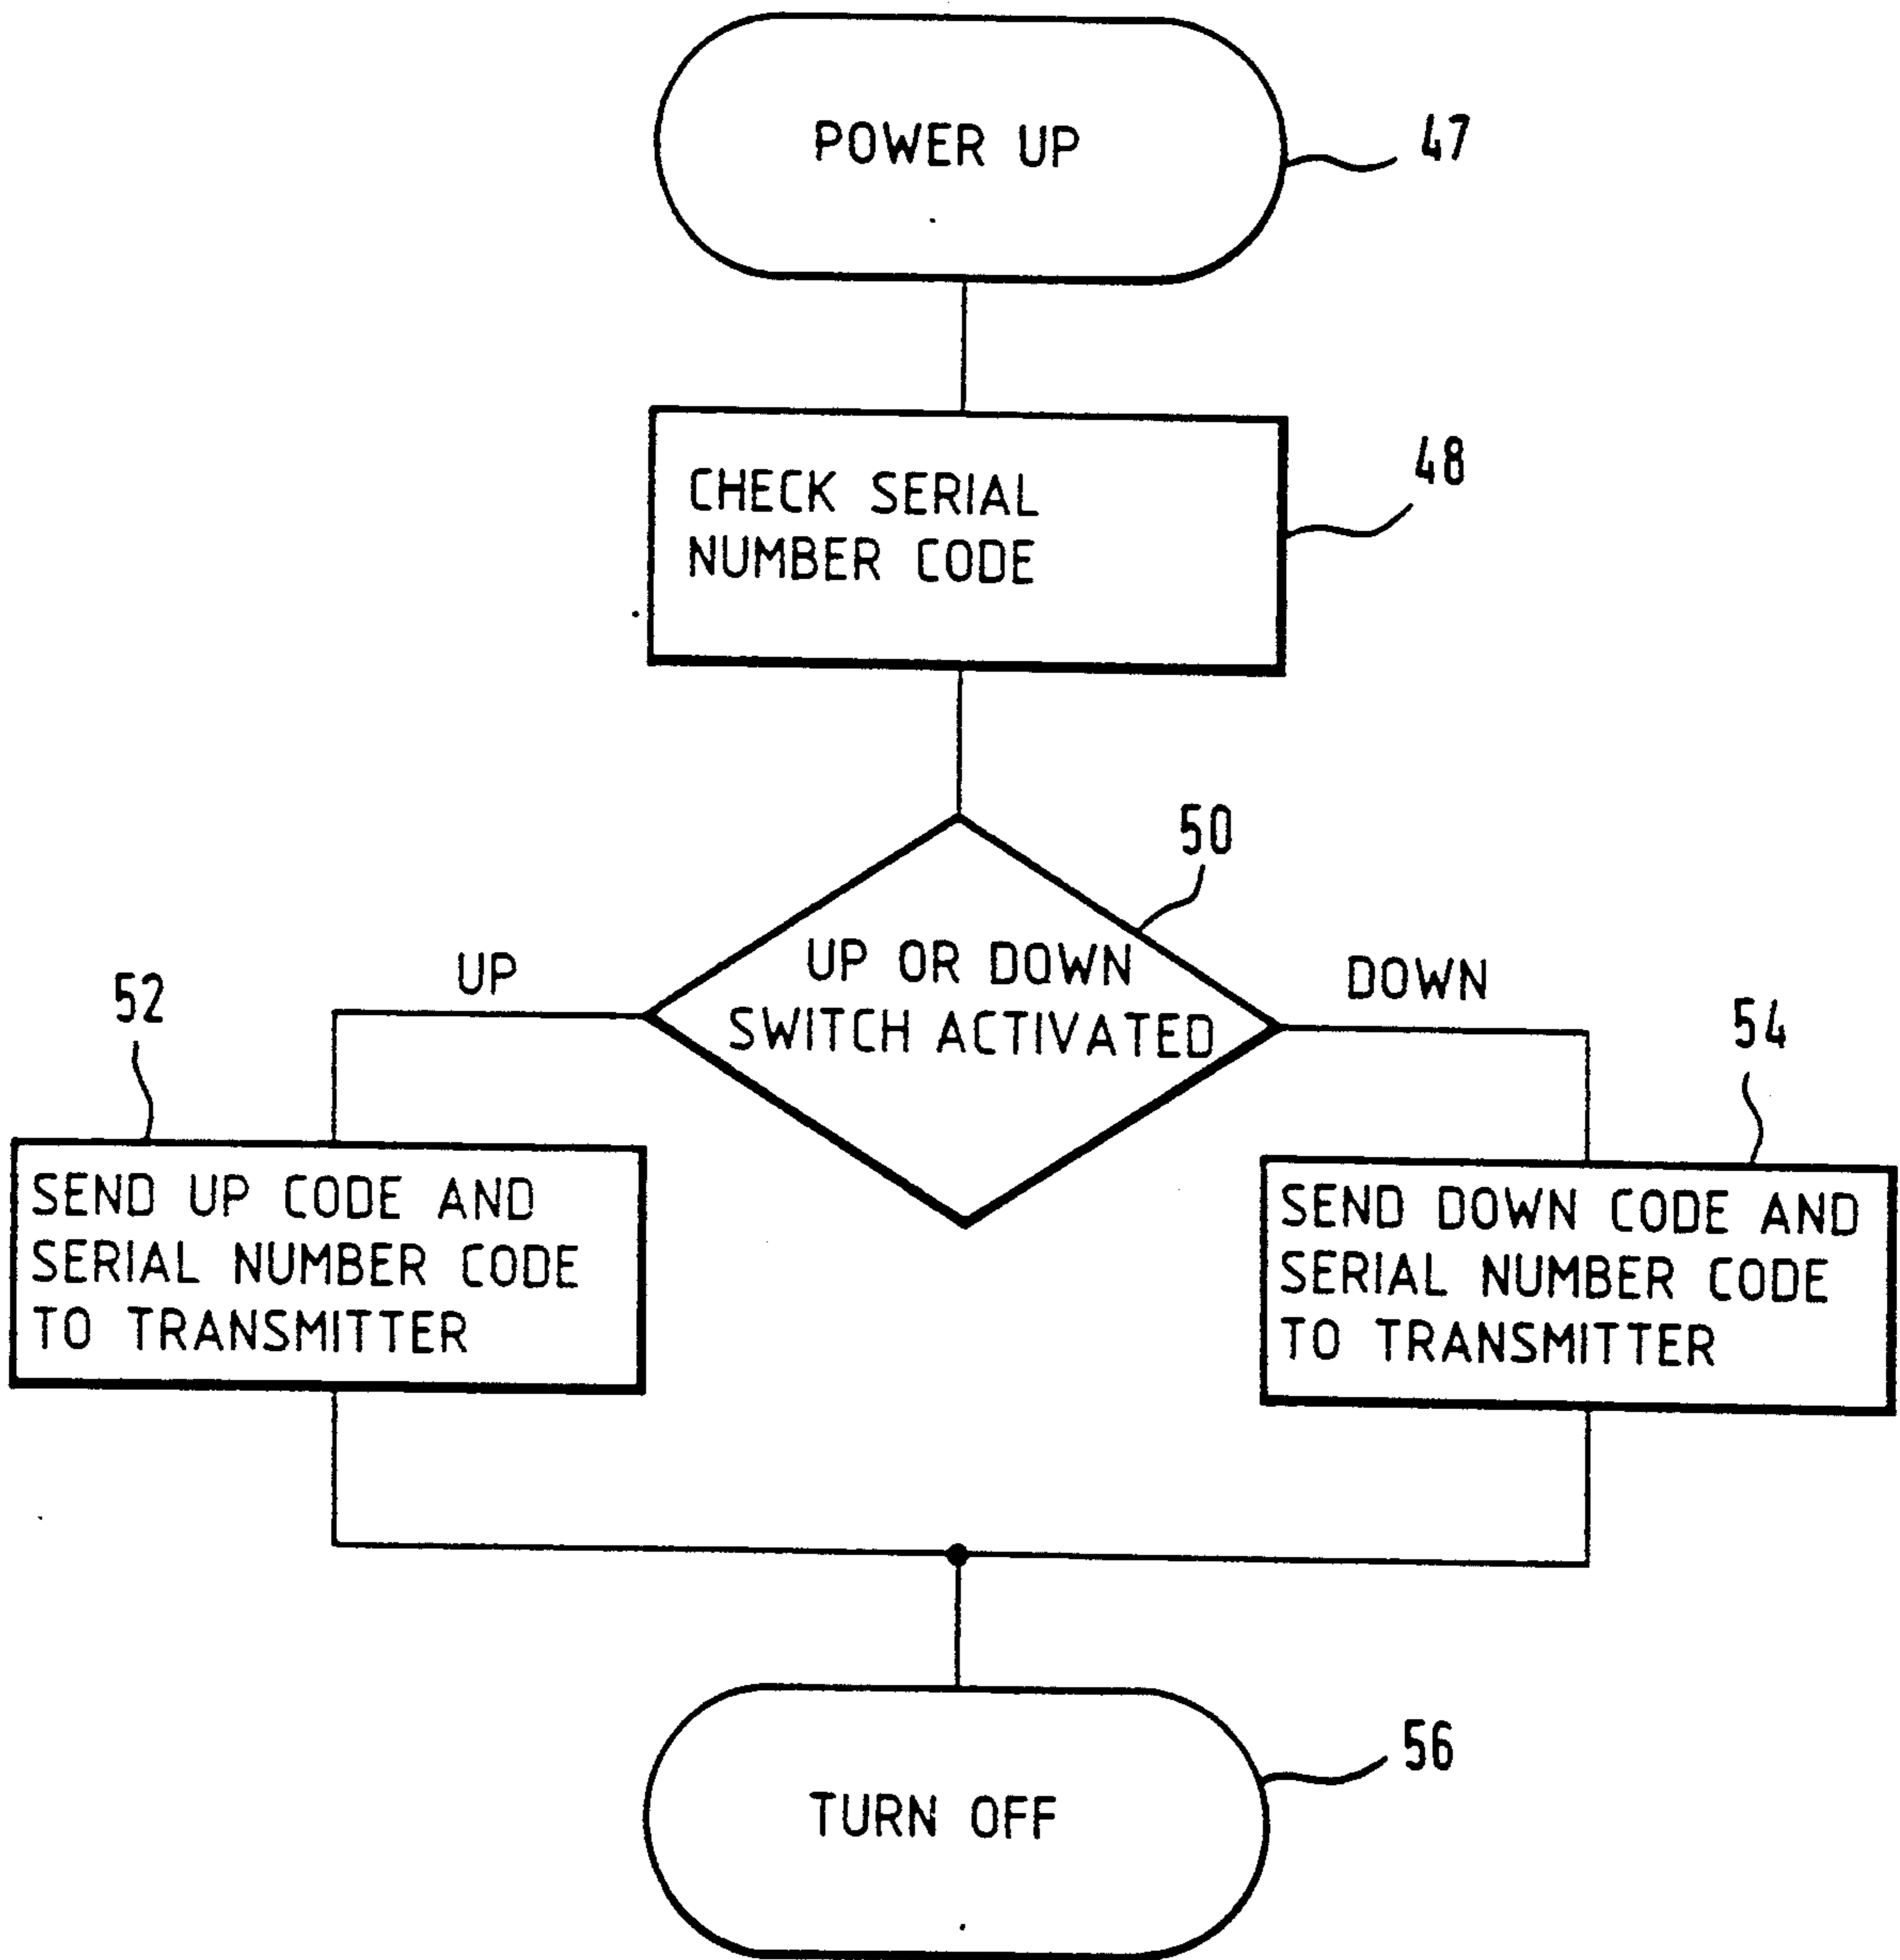 POWER UP
47
CHECK SERIAL
NUMBER CODE
48
50
UP OR DOWN
SWITCH ACTIVATED
UP
DOWN
52
54
SEND UP CODE AND
SERIAL NUMBER CODE
TO TRANSMITTER
SEND DOWN CODE AND
SERIAL NUMBER CODE
TO TRANSMITTER
TURN OFF
56